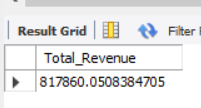 Result Grid Filter
Total_Revenue
817860.0508384705